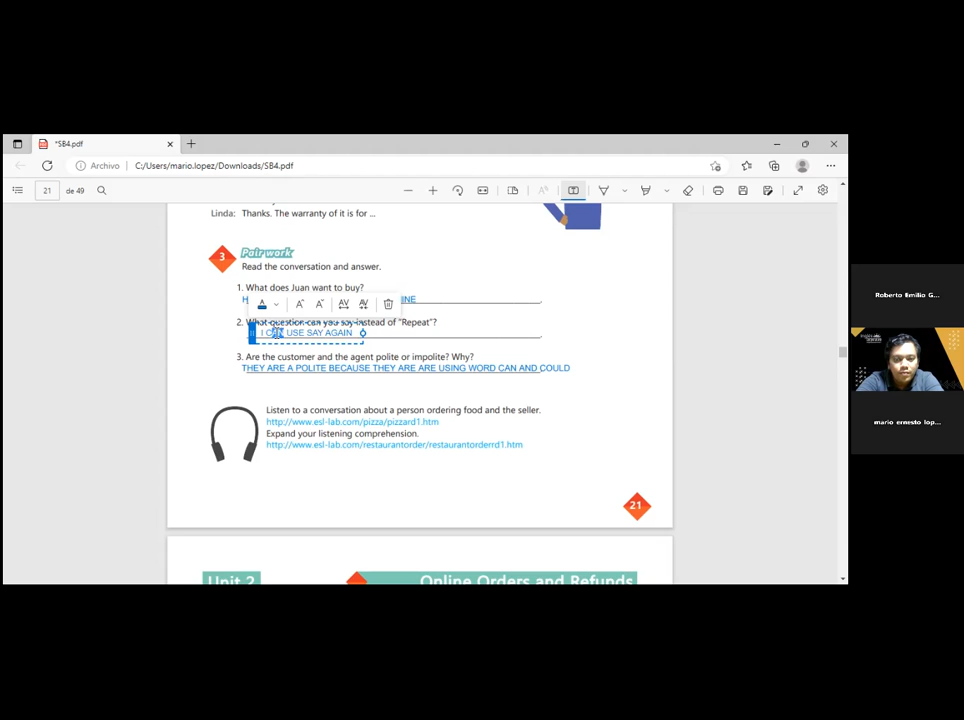 *SB4.pdf
Archivo C:/Users/mario.lopez/Downloads/SB4.pdf
21 de 49
Linda: Thanks. The warranty of it is for ...
3 Pair work
Read the conversation and answer.
1. What does Juan want to buy?
H INE
2. What question can you say instead of “Repeat”?
I CAN USE SAY AGAIN
3. Are the customer and the agent polite or impolite? Why?
THEY ARE A POLITE BECAUSE THEY ARE ARE USING WORD CAN AND COULD
Listen to a conversation about a person ordering food and the seller.
http://www.esl-lab.com/pizza/pizzard1.htm
Expand your listening comprehension.
http://www.esl-lab.com/restaurantorder/restaurantorderrd1.htm
21
Unit 2 Online Orders and Refunds
Roberto Emilio G...
mario ernesto lop...